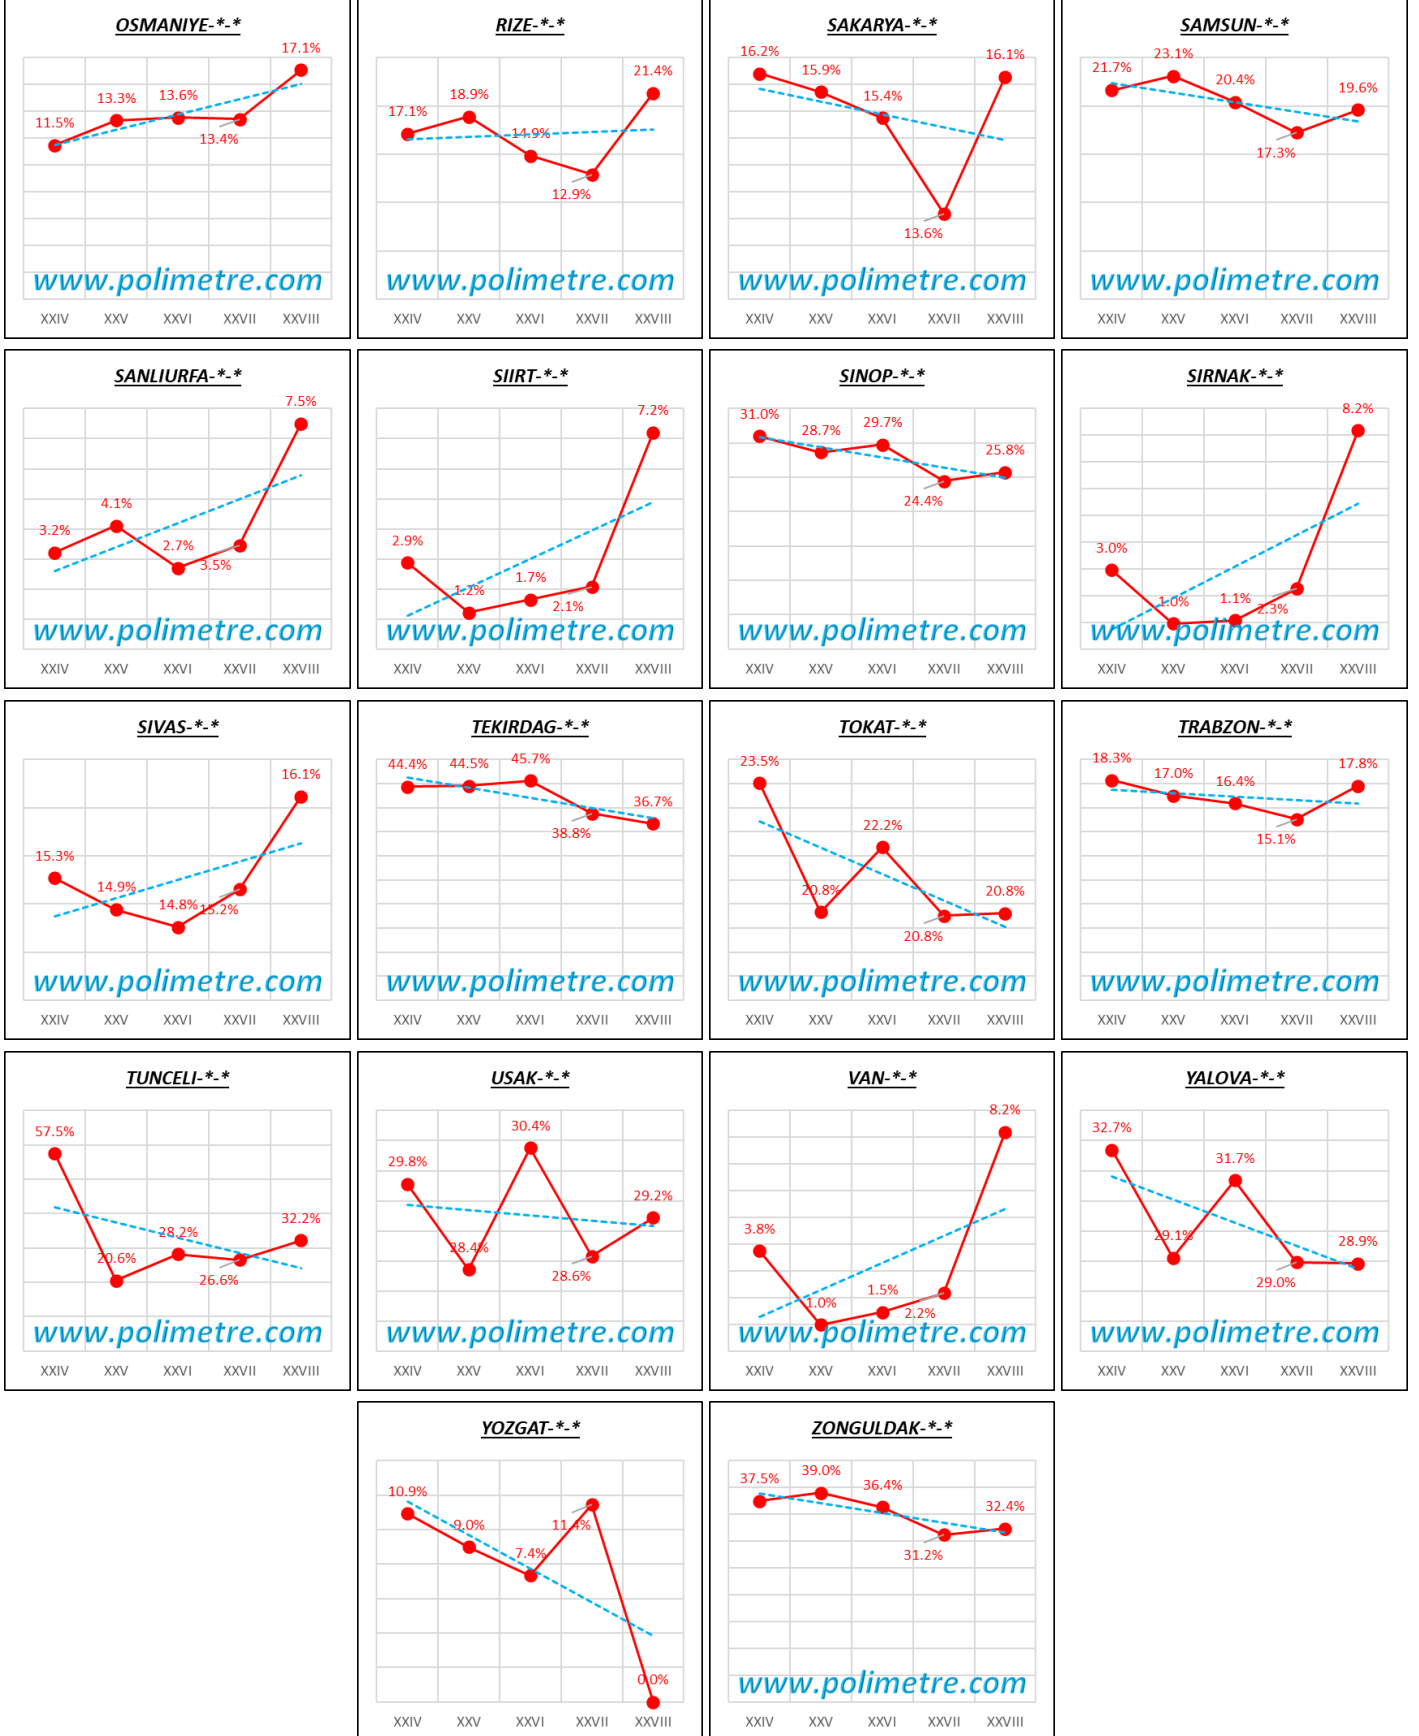 OSMANIYE-*-*
17.1%
13.3%
13.6%
11.5%
13.4%
www.polimetre.com
XXIV XXV XXVI XXVII XXVIII
RIZE-*-*
21.4%
18.9%
17.1%
14.9%
12.9%
www.polimetre.com
XXIV XXV XXVI XXVII XXVIII
SAKARYA-*-*
16.2%
16.1%
15.9%
15.4%
13.6%
www.polimetre.com
XXIV XXV XXVI XXVII XXVIII
SAMSUN-*-*
23.1%
21.7%
20.4%
19.6%
17.3%
www.polimetre.com
XXIV XXV XXVI XXVII XXVIII
SANLIURFA-*-*
7.5%
4.1%
3.2%
2.7%
3.5%
www.polimetre.com
XXIV XXV XXVI XXVII XXVIII
SIIRT-*-*
7.2%
2.9%
1.7%
1.2%
2.1%
www.polimetre.com
XXIV XXV XXVI XXVII XXVIII
SINOP-*-*
31.0%
29.7%
28.7%
25.8%
24.4%
www.polimetre.com
XXIV XXV XXVI XXVII XXVIII
SIRNAK-*-*
8.2%
3.0%
1.0%
1.1%
2.3%
www.polimetre.com
XXIV XXV XXVI XXVII XXVIII
SIVAS-*-*
16.1%
15.3%
14.9%
14.8%
15.2%
www.polimetre.com
XXIV XXV XXVI XXVII XXVIII
TEKIRDAG-*-*
45.7%
44.4%
44.5%
36.7%
38.8%
www.polimetre.com
XXIV XXV XXVI XXVII XXVIII
TOKAT-*-*
23.5%
22.2%
20.8%
20.8%
20.8%
www.polimetre.com
XXIV XXV XXVI XXVII XXVIII
TRABZON-*-*
18.3%
17.8%
17.0%
16.4%
15.1%
www.polimetre.com
XXIV XXV XXVI XXVII XXVIII
TUNCELI-*-*
57.5%
32.2%
28.2%
20.6%
26.6%
www.polimetre.com
XXIV XXV XXVI XXVII XXVIII
USAK-*-*
30.4%
29.8%
29.2%
28.4%
28.6%
www.polimetre.com
XXIV XXV XXVI XXVII XXVIII
VAN-*-*
8.2%
3.8%
1.5%
1.0%
2.2%
www.polimetre.com
XXIV XXV XXVI XXVII XXVIII
YALOVA-*-*
32.7%
31.7%
29.1%
28.9%
29.0%
www.polimetre.com
XXIV XXV XXVI XXVII XXVIII
YOZGAT-*-*
10.9%
9.0%
11.4%
7.4%
0.0%
XXIV XXV XXVI XXVII XXVIII
ZONGULDAK-*-*
39.0%
37.5%
36.4%
32.4%
31.2%
www.polimetre.com
XXIV XXV XXVI XXVII XXVIII